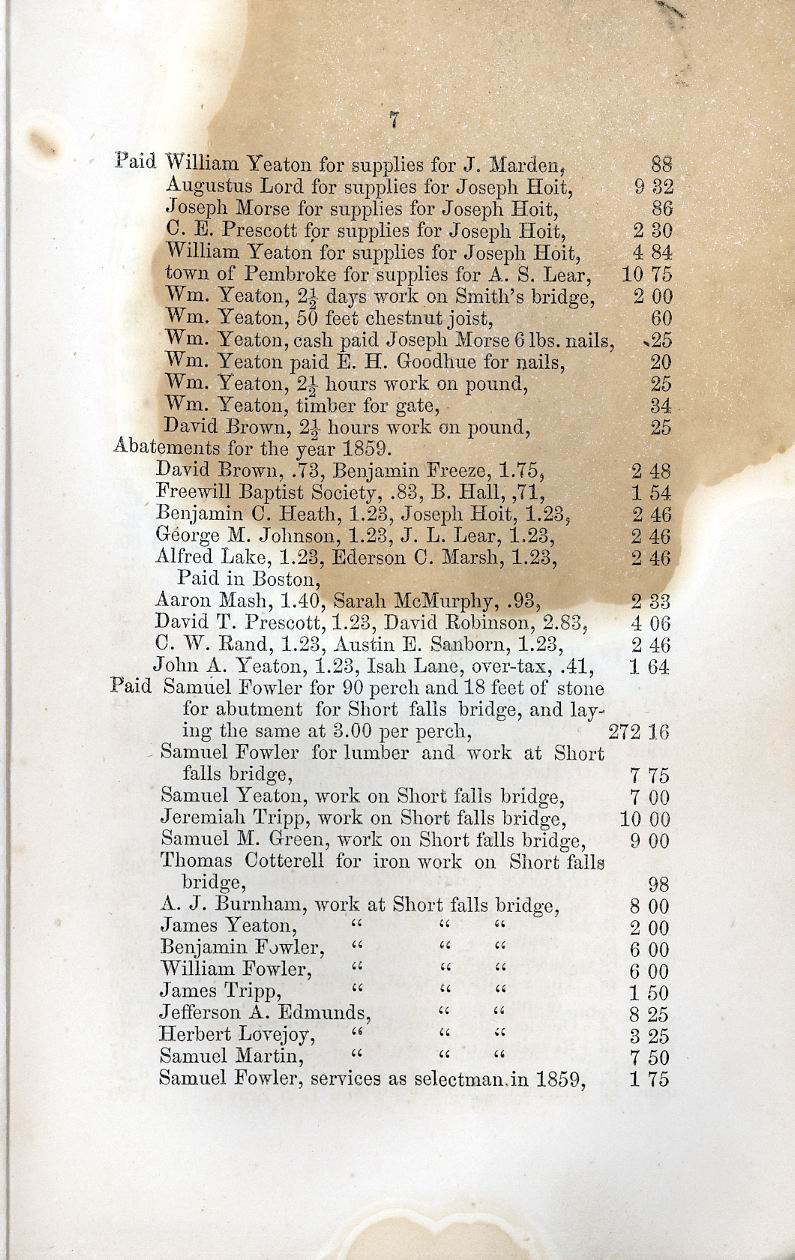 7
Paid William Yeaton for supplies for J. Marden, 88
Augustus Lord for supplies for Joseph Hoit, 9 32
Joseph Morse for supplies for Joseph Hoit, 86
C. E. Prescott for supplies for Joseph Hoit, 2 30
William Yeaton for supplies for Joseph Hoit, 4 84
town of Pembroke for supplies for A. S. Lear, 10 75
Wm. Yeaton, 2½ days work on Smith's bridge, 2 00
Wm. Yeaton, 50 feet chestnut joist, 60
Wm. Yeaton, cash paid Joseph Morse 6 lbs. nails, 25
Wm. Yeaton paid E. H. Goodhue for nails, 20
Wm. Yeaton, 2½ hours work on pound, 25
Wm. Yeaton, timber for gate, 34
David Brown, 2½ hours work on pound, 25
Abatements for the year 1859.
David Brown, .73, Benjamin Freeze, 1.75, 2 48
Freewill Baptist Society, .83, B. Hall, ,71, 1 54
Benjamin C. Heath, 1.23, Joseph Hoit, 1.23, 2 46
George M. Johnson, 1.23, J. L. Lear, 1.23, 2 46
Alfred Lake, 1.23, Ederson C. Marsh, 1.23, 2 46
Paid in Boston,
Aaron Mash, 1.40, Sarah McMurphy, .93, 2 33
David T. Prescott, 1.23, David Robinson, 2.83, 4 06
C. W. Rand, 1.23, Austin E. Sanborn, 1.23, 2 46
John A. Yeaton, 1.23, Isah Lane, over-tax, .41, 1 64
Paid Samuel Fowler for 90 perch and 18 feet of stone
for abutment for Short falls bridge, and lay-
ing the same at 3.00 per perch, 272 16
Samuel Fowler for lumber and work at Short
falls bridge, 7 75
Samuel Yeaton, work on Short falls bridge, 7 00
Jeremiah Tripp, work on Short falls bridge, 10 00
Samuel M. Green, work on Short falls bridge, 9 00
Thomas Cotterell for iron work on Short falls
bridge, 98
A. J. Burnham, work at Short falls bridge, 8 00
James Yeaton, “ “ “ 2 00
Benjamin Fowler, “ “ “ 6 00
William Fowler, “ “ “ 6 00
James Tripp, “ “ “ 1 50
Jefferson A. Edmunds, “ “ 8 25
Herbert Lovejoy, “ “ “ 3 25
Samuel Martin, “ “ “ 7 50
Samuel Fowler, services as selectman in 1859, 1 75